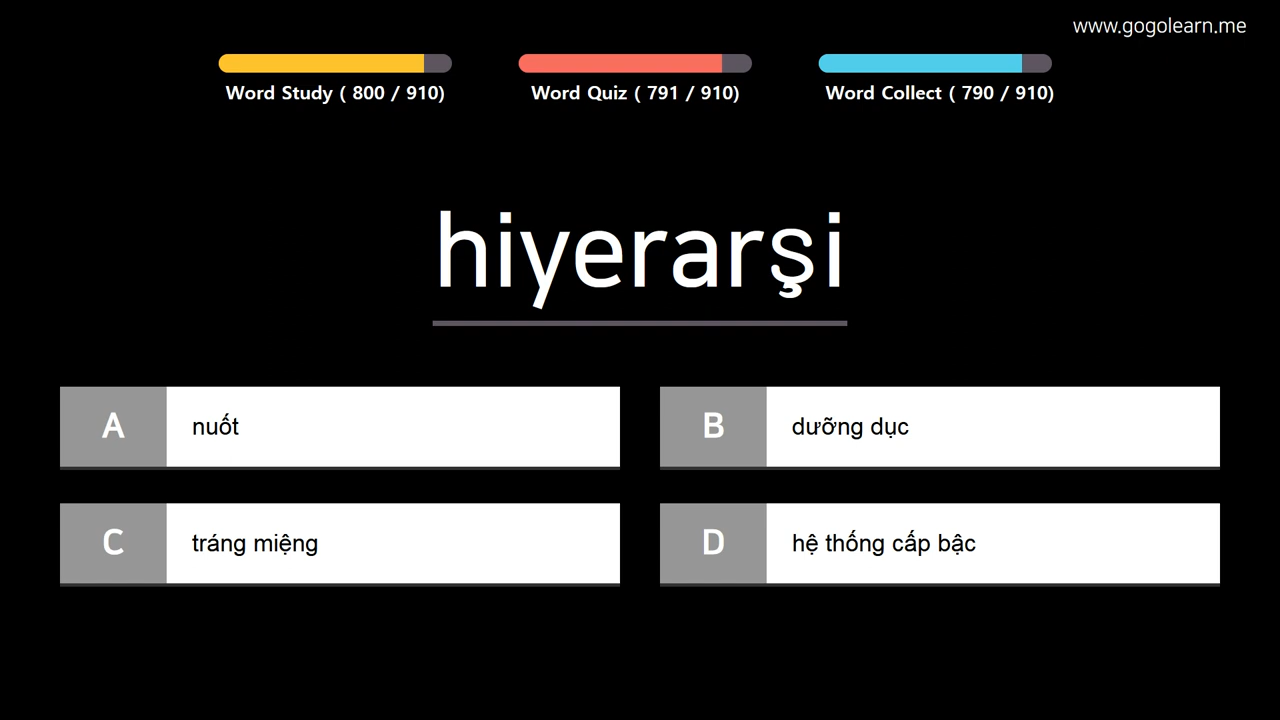 www.gogolearn.me
Word Study ( 800 / 910)
Word Quiz ( 791 / 910)
Word Collect ( 790 / 910)
hiyerarşi
A nuốt
B dưỡng dục
C tráng miệng
D hệ thống cấp bậc